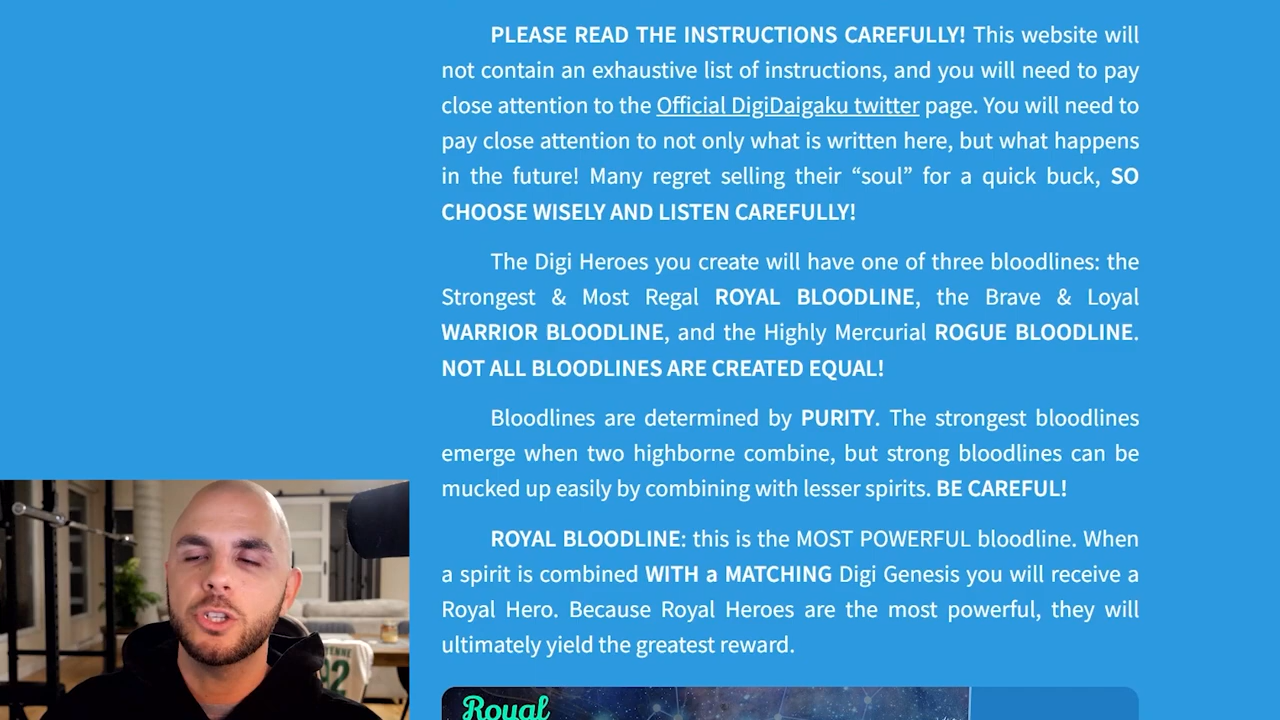 PLEASE READ THE INSTRUCTIONS CAREFULLY! This website will
not contain an exhaustive list of instructions, and you will need to pay
close attention to the Official DigiDaigaku twitter page. You will need to
pay close attention to not only what is written here, but what happens
in the future! Many regret selling their “soul” for a quick buck, SO
CHOOSE WISELY AND LISTEN CAREFULLY!
The Digi Heroes you create will have one of three bloodlines: the
Strongest & Most Regal ROYAL BLOODLINE, the Brave & Loyal
WARRIOR BLOODLINE, and the Highly Mercurial ROGUE BLOODLINE.
NOT ALL BLOODLINES ARE CREATED EQUAL!
Bloodlines are determined by PURITY. The strongest bloodlines
emerge when two highborne combine, but strong bloodlines can be
mucked up easily by combining with lesser spirits. BE CAREFUL!
ROYAL BLOODLINE: this is the MOST POWERFUL bloodline. When
a spirit is combined WITH a MATCHING Digi Genesis you will receive a
Royal Hero. Because Royal Heroes are the most powerful, they will
ultimately yield the greatest reward.
Royal
92